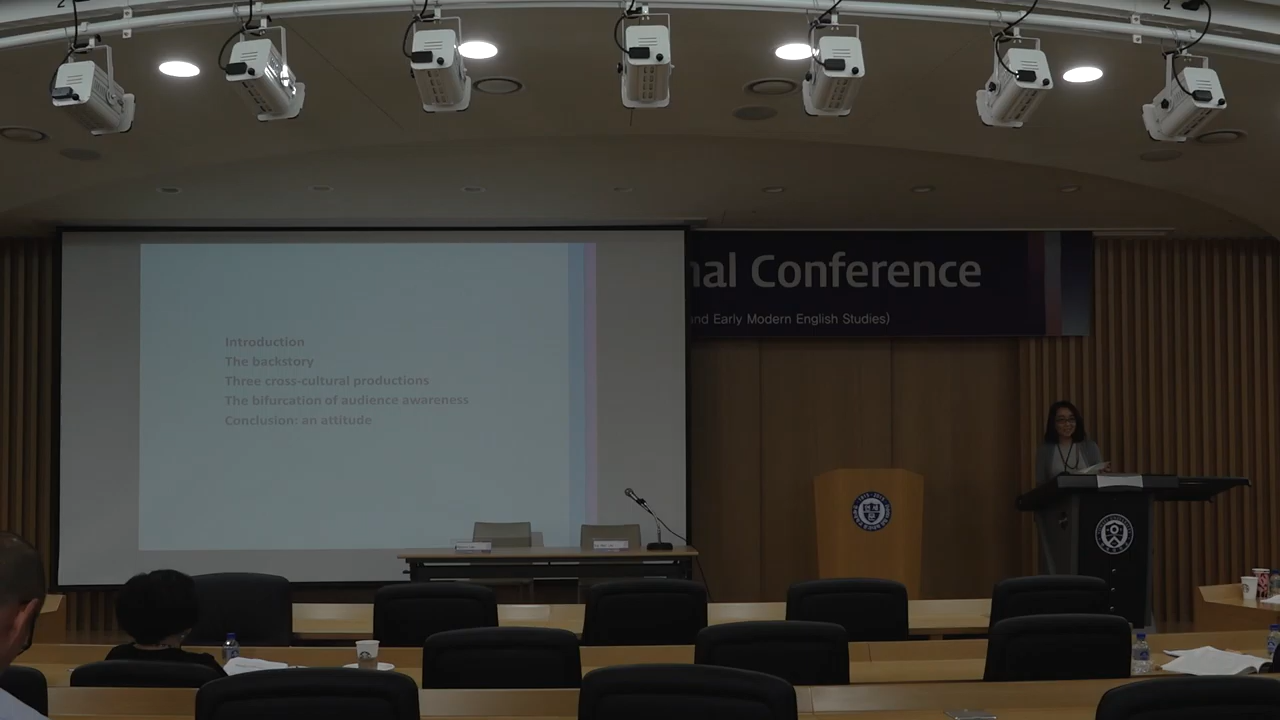 Introduction
The backstory
Three cross-cultural productions
The bifurcation of audience awareness
Conclusion: an attitude
nal Conference
and Early Modern English Studies)